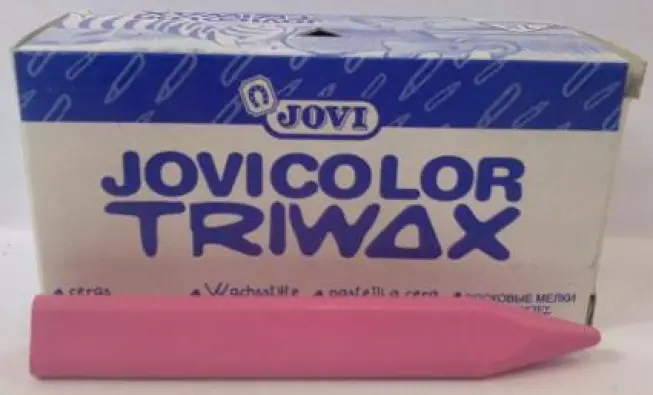 JOVI
JOVICOLOR
TRIWAX
ceras Wachsstifte pastelli a cera ВОСКОВЫЕ МЕЛКИ